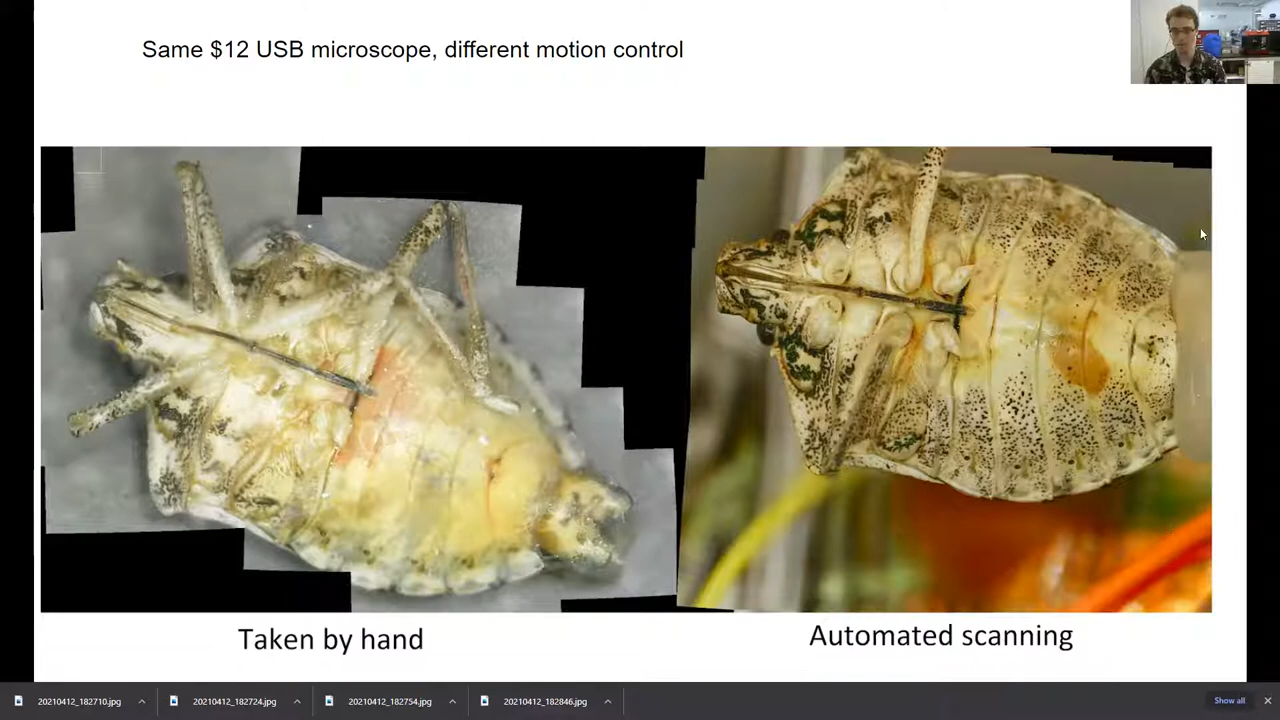 Same $12 USB microscope, different motion control
Taken by hand
Automated scanning
20210412_182710.jpg
20210412_182724.jpg
20210412_182754.jpg
20210412_182846.jpg
Show all